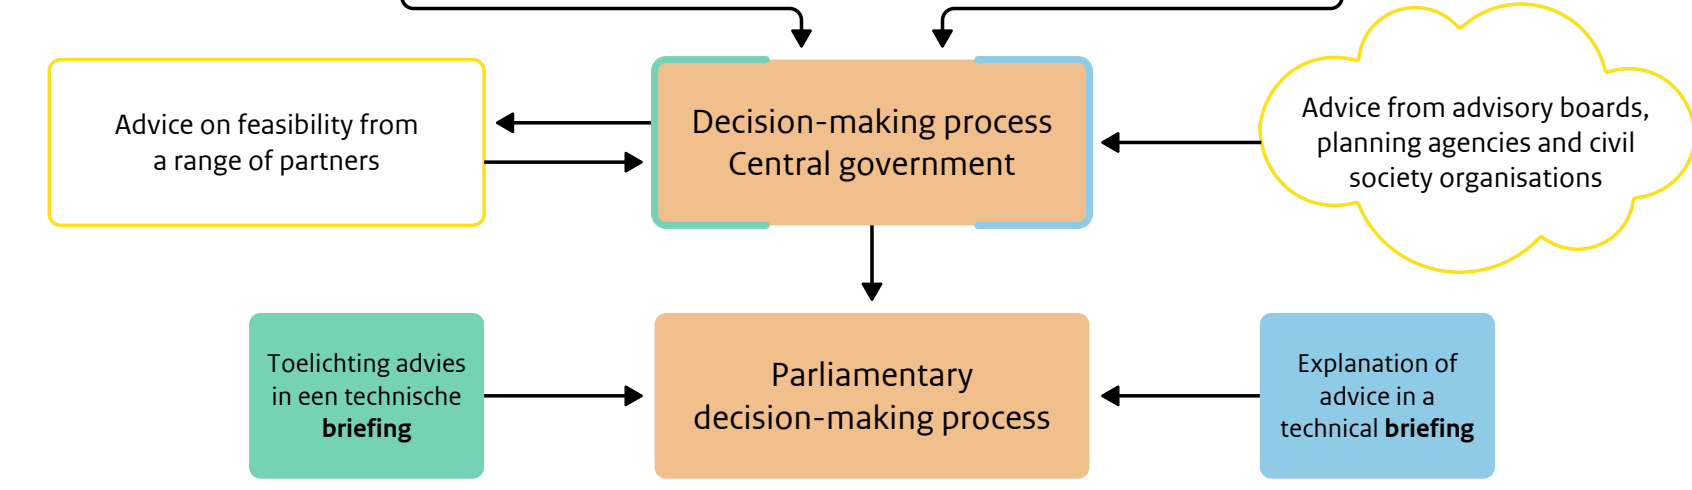 Advice on feasibility from
a range of partners
Decision-making process
Central government
Advice from advisory boards,
planning agencies and civil
society organisations
Toelichting advies
in een technische
briefing
Parliamentary
decision-making process
Explanation of
advice in a
technical briefing